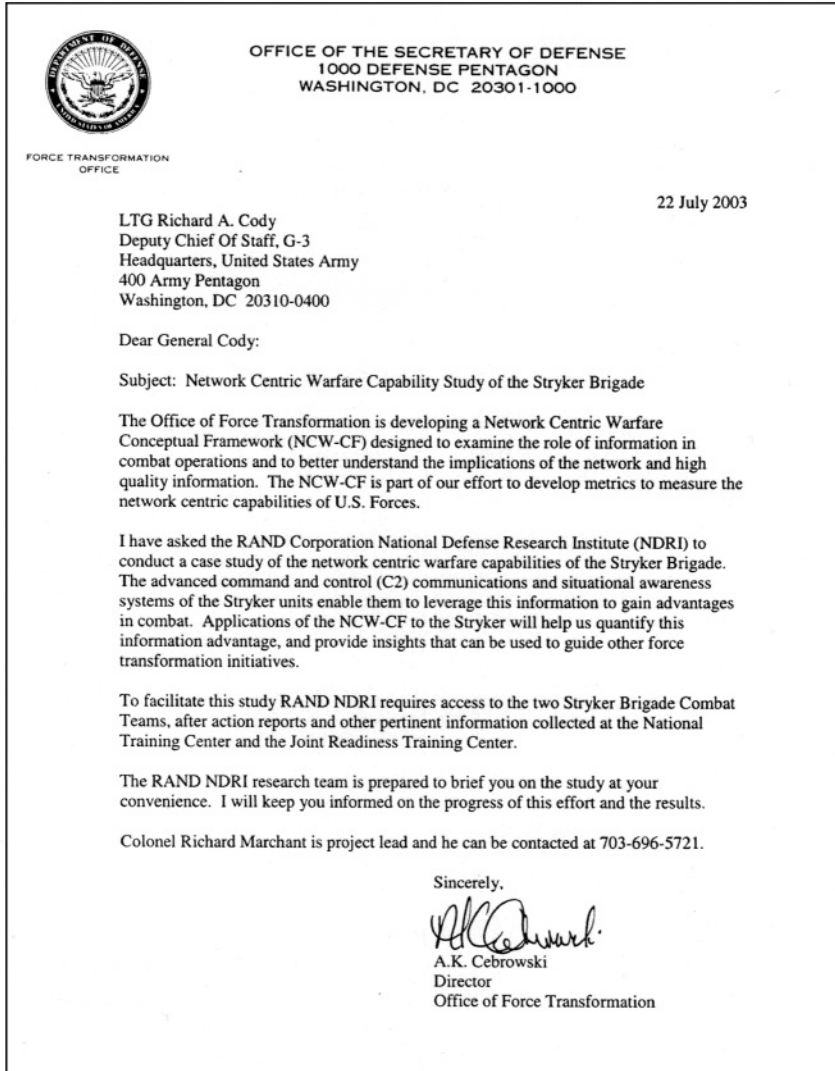 OFFICE OF THE SECRETARY OF DEFENSE
1000 DEFENSE PENTAGON
WASHINGTON, DC 20301-1000
DEPARTMENT OF DEFENSE
UNITED STATES OF AMERICA
FORCE TRANSFORMATION
OFFICE
22 July 2003
LTG Richard A. Cody
Deputy Chief Of Staff, G-3
Headquarters, United States Army
400 Army Pentagon
Washington, DC 20310-0400
Dear General Cody:
Subject: Network Centric Warfare Capability Study of the Stryker Brigade
The Office of Force Transformation is developing a Network Centric Warfare
Conceptual Framework (NCW-CF) designed to examine the role of information in
combat operations and to better understand the implications of the network and high
quality information. The NCW-CF is part of our effort to develop metrics to measure the
network centric capabilities of U.S. Forces.
I have asked the RAND Corporation National Defense Research Institute (NDRI) to
conduct a case study of the network centric warfare capabilities of the Stryker Brigade.
The advanced command and control (C2) communications and situational awareness
systems of the Stryker units enable them to leverage this information to gain advantages
in combat. Applications of the NCW-CF to the Stryker will help us quantify this
information advantage, and provide insights that can be used to guide other force
transformation initiatives.
To facilitate this study RAND NDRI requires access to the two Stryker Brigade Combat
Teams, after action reports and other pertinent information collected at the National
Training Center and the Joint Readiness Training Center.
The RAND NDRI research team is prepared to brief you on the study at your
convenience. I will keep you informed on the progress of this effort and the results.
Colonel Richard Marchant is project lead and he can be contacted at 703-696-5721.
Sincerely,
A.K. Cebrowski
Director
Office of Force Transformation